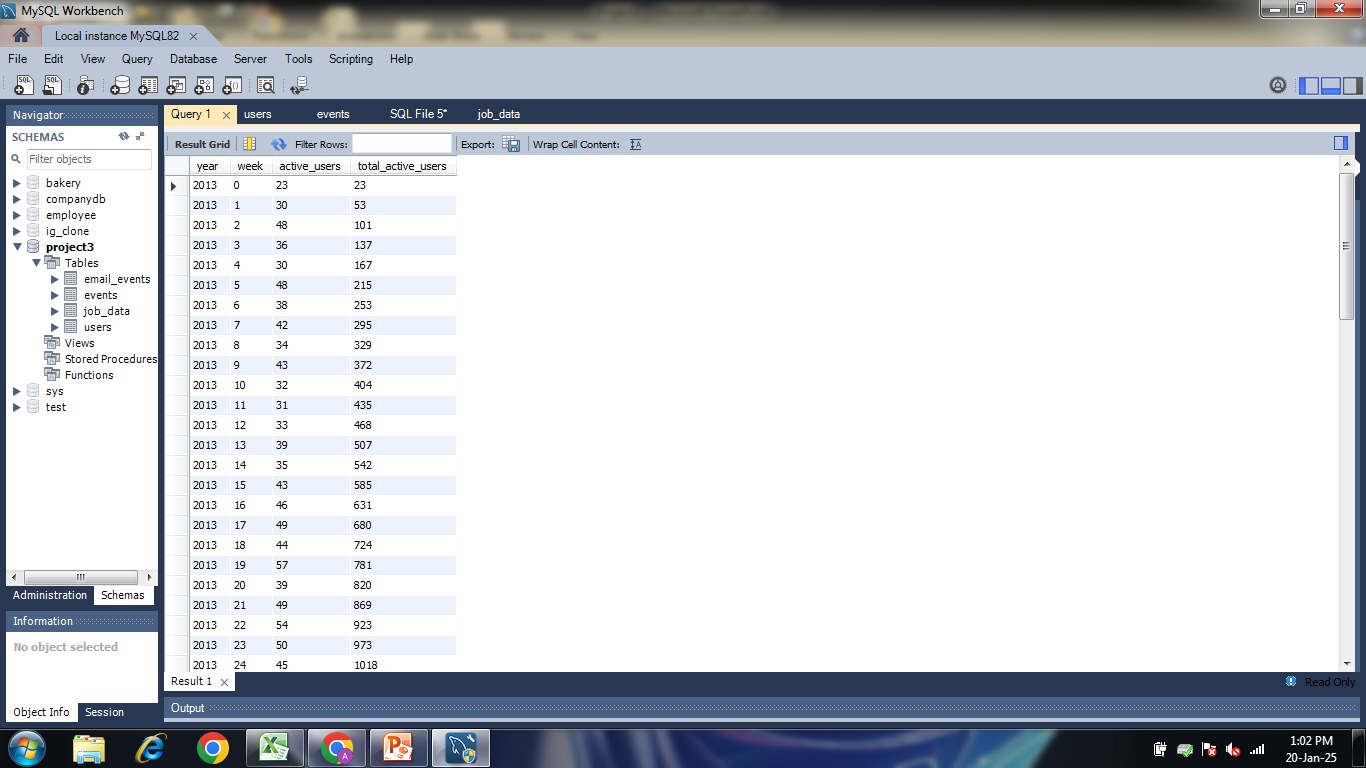 MySQL Workbench
Local instance MySQL82
File Edit View Query Database Server Tools Scripting Help
Navigator
SCHEMAS
Filter objects
bakery
companydb
employee
ig_clone
project3
Tables
email_events
events
job_data
users
Views
Stored Procedures
Functions
sys
test
Administration Schemas
Information
No object selected
Object Info Session
Query 1 users events SQL File 5* job_data
Result Grid Filter Rows: Export: Wrap Cell Content:
year week active_users total_active_users
2013 0 23 23
2013 1 30 53
2013 2 48 101
2013 3 36 137
2013 4 30 167
2013 5 48 215
2013 6 38 253
2013 7 42 295
2013 8 34 329
2013 9 43 372
2013 10 32 404
2013 11 31 435
2013 12 33 468
2013 13 39 507
2013 14 35 542
2013 15 43 585
2013 16 46 631
2013 17 49 680
2013 18 44 724
2013 19 57 781
2013 20 39 820
2013 21 49 869
2013 22 54 923
2013 23 50 973
2013 24 45 1018
Result 1
Read Only
Output
1:02 PM
20-Jan-25